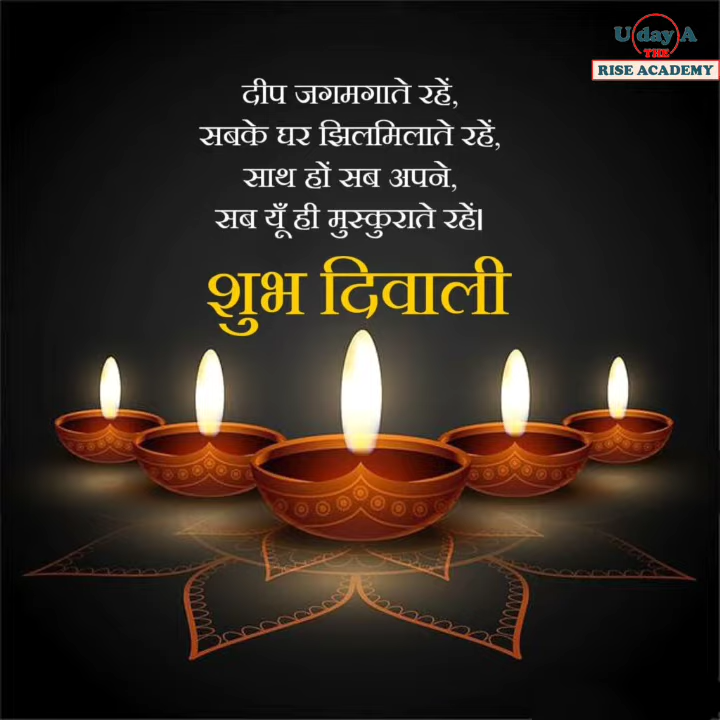 Uday A
THE
RISE ACADEMY
दीप जगमगाते रहें,
सबके घर झिलमिलाते रहें,
साथ हों सब अपने,
सब यूँ ही मुस्कुराते रहें।
शुभ दिवाली